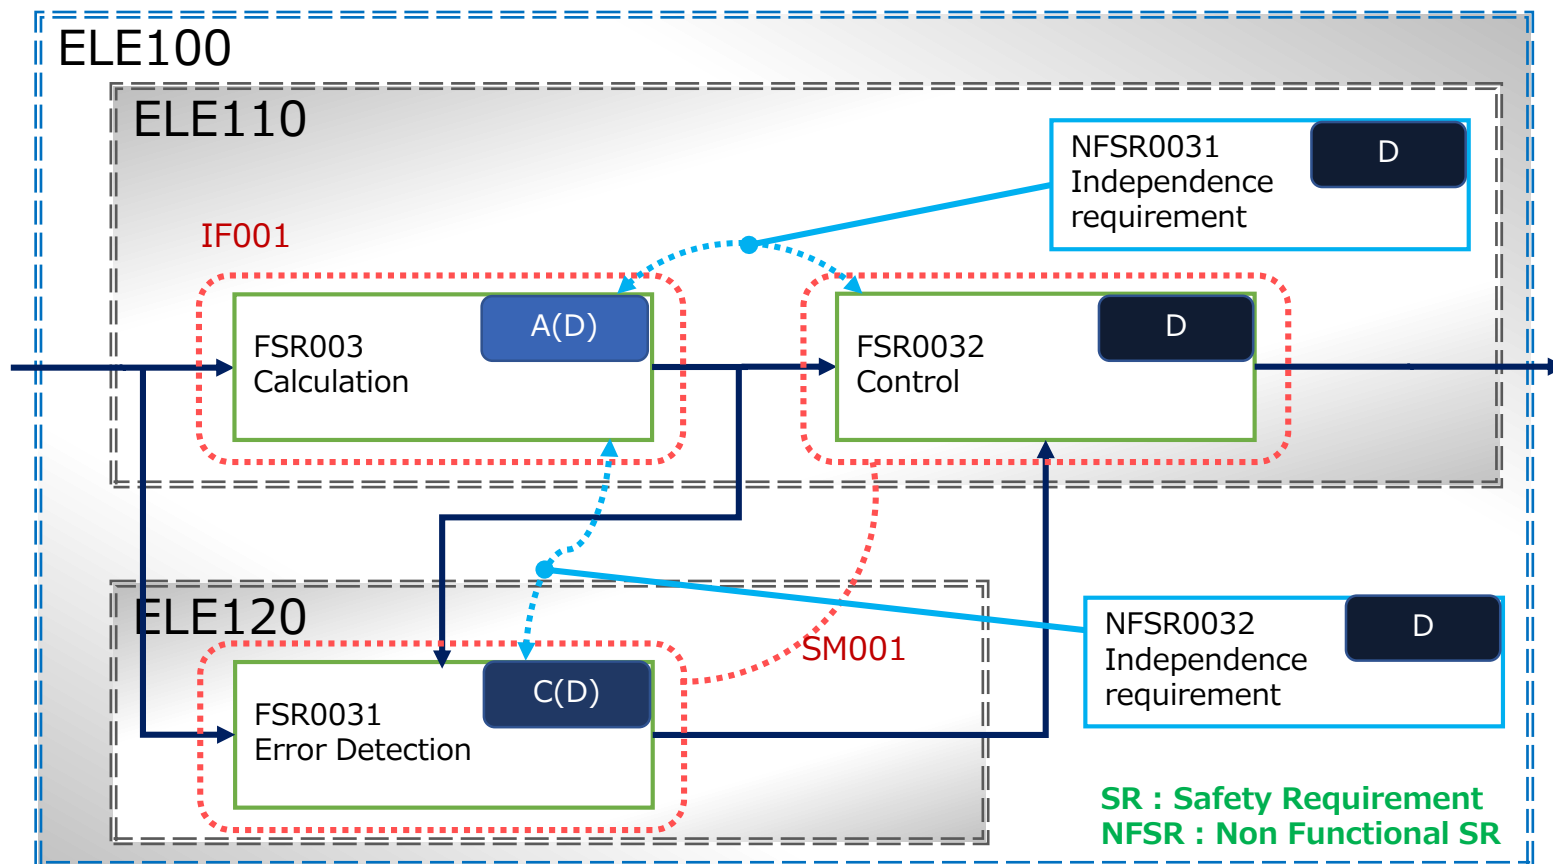 ELE100
ELE110
NFSR0031
Independence
requirement
D
IF001
FSR003
Calculation
A(D)
FSR0032
Control
D
ELE120
SM001
FSR0031
Error Detection
C(D)
NFSR0032
Independence
requirement
D
SR : Safety Requirement
NFSR : Non Functional SR